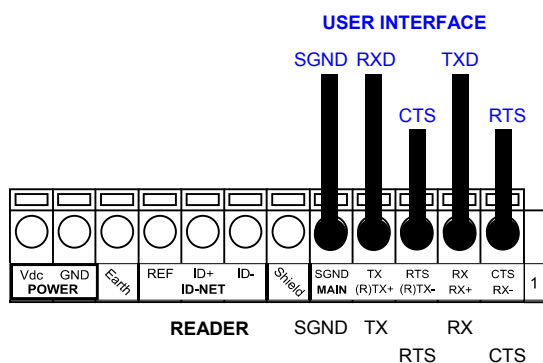 USER INTERFACE
SGND RXD TXD
CTS RTS
Vdc GND Earth REF ID+ ID- Shield SGND TX RTS RX CTS
POWER ID-NET MAIN (R)TX+ (R)TX- RX+ RX- 1
READER SGND TX RX
RTS CTS